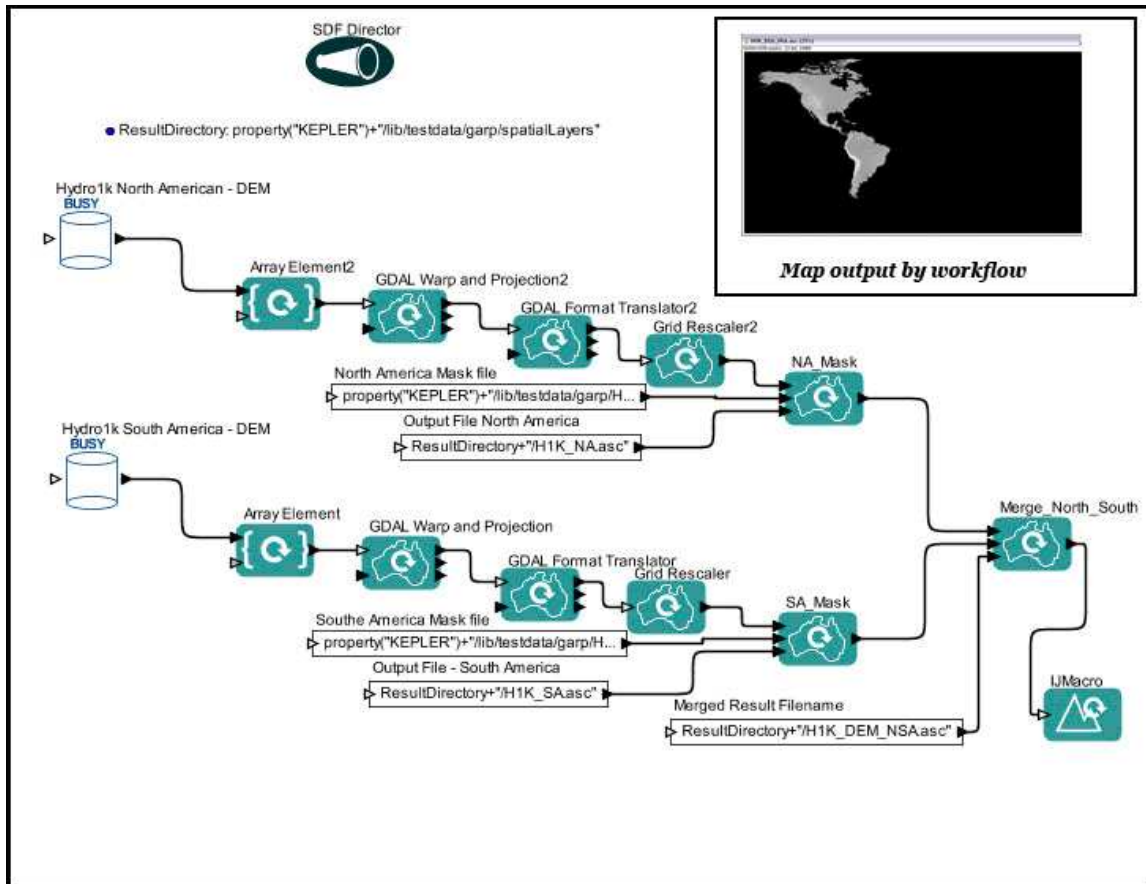 SDF Director
ResultDirectory: property("KEPLER")+"/lib/testdata/garp/spatialLayers"
Map output by workflow
Hydro1k North American - DEM
BUSY
Array Element2
GDAL Warp and Projection2
GDAL Format Translator2
Grid Rescaler2
North America Mask file
property("KEPLER")+"/lib/testdata/garp/H...
NA_Mask
Output File North America
ResultDirectory+"/H1K_NA.asc"
Hydro1k South America - DEM
BUSY
Array Element
GDAL Warp and Projection
GDAL Format Translator
Grid Rescaler
Merge_North_South
Southe America Mask file
property("KEPLER")+"/lib/testdata/garp/H...
SA_Mask
Output File - South America
ResultDirectory+"/H1K_SA.asc"
Merged Result Filename
ResultDirectory+"/H1K_DEM_NSA.asc"
IJMacro